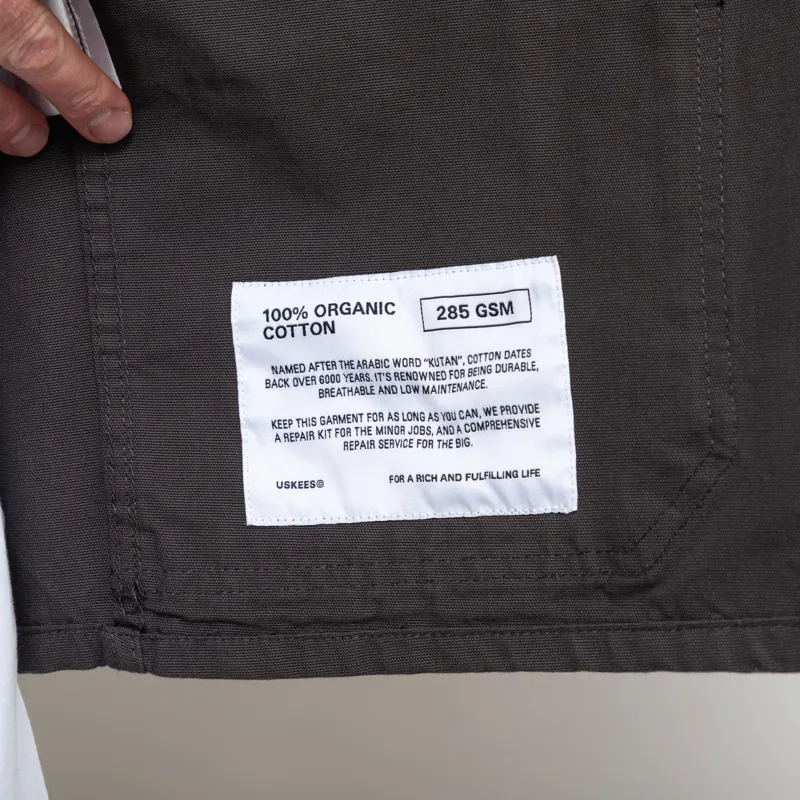 100% ORGANIC
COTTON
285 GSM
NAMED AFTER THE ARABIC WORD “KUTAN”, COTTON DATES
BACK OVER 6000 YEARS. IT'S RENOWNED FOR BEING DURABLE,
BREATHABLE AND LOW MAINTENANCE.
KEEP THIS GARMENT FOR AS LONG AS YOU CAN, WE PROVIDE
A REPAIR KIT FOR THE MINOR JOBS, AND A COMPREHENSIVE
REPAIR SERVICE FOR THE BIG.
USKEES© FOR A RICH AND FULFILLING LIFE